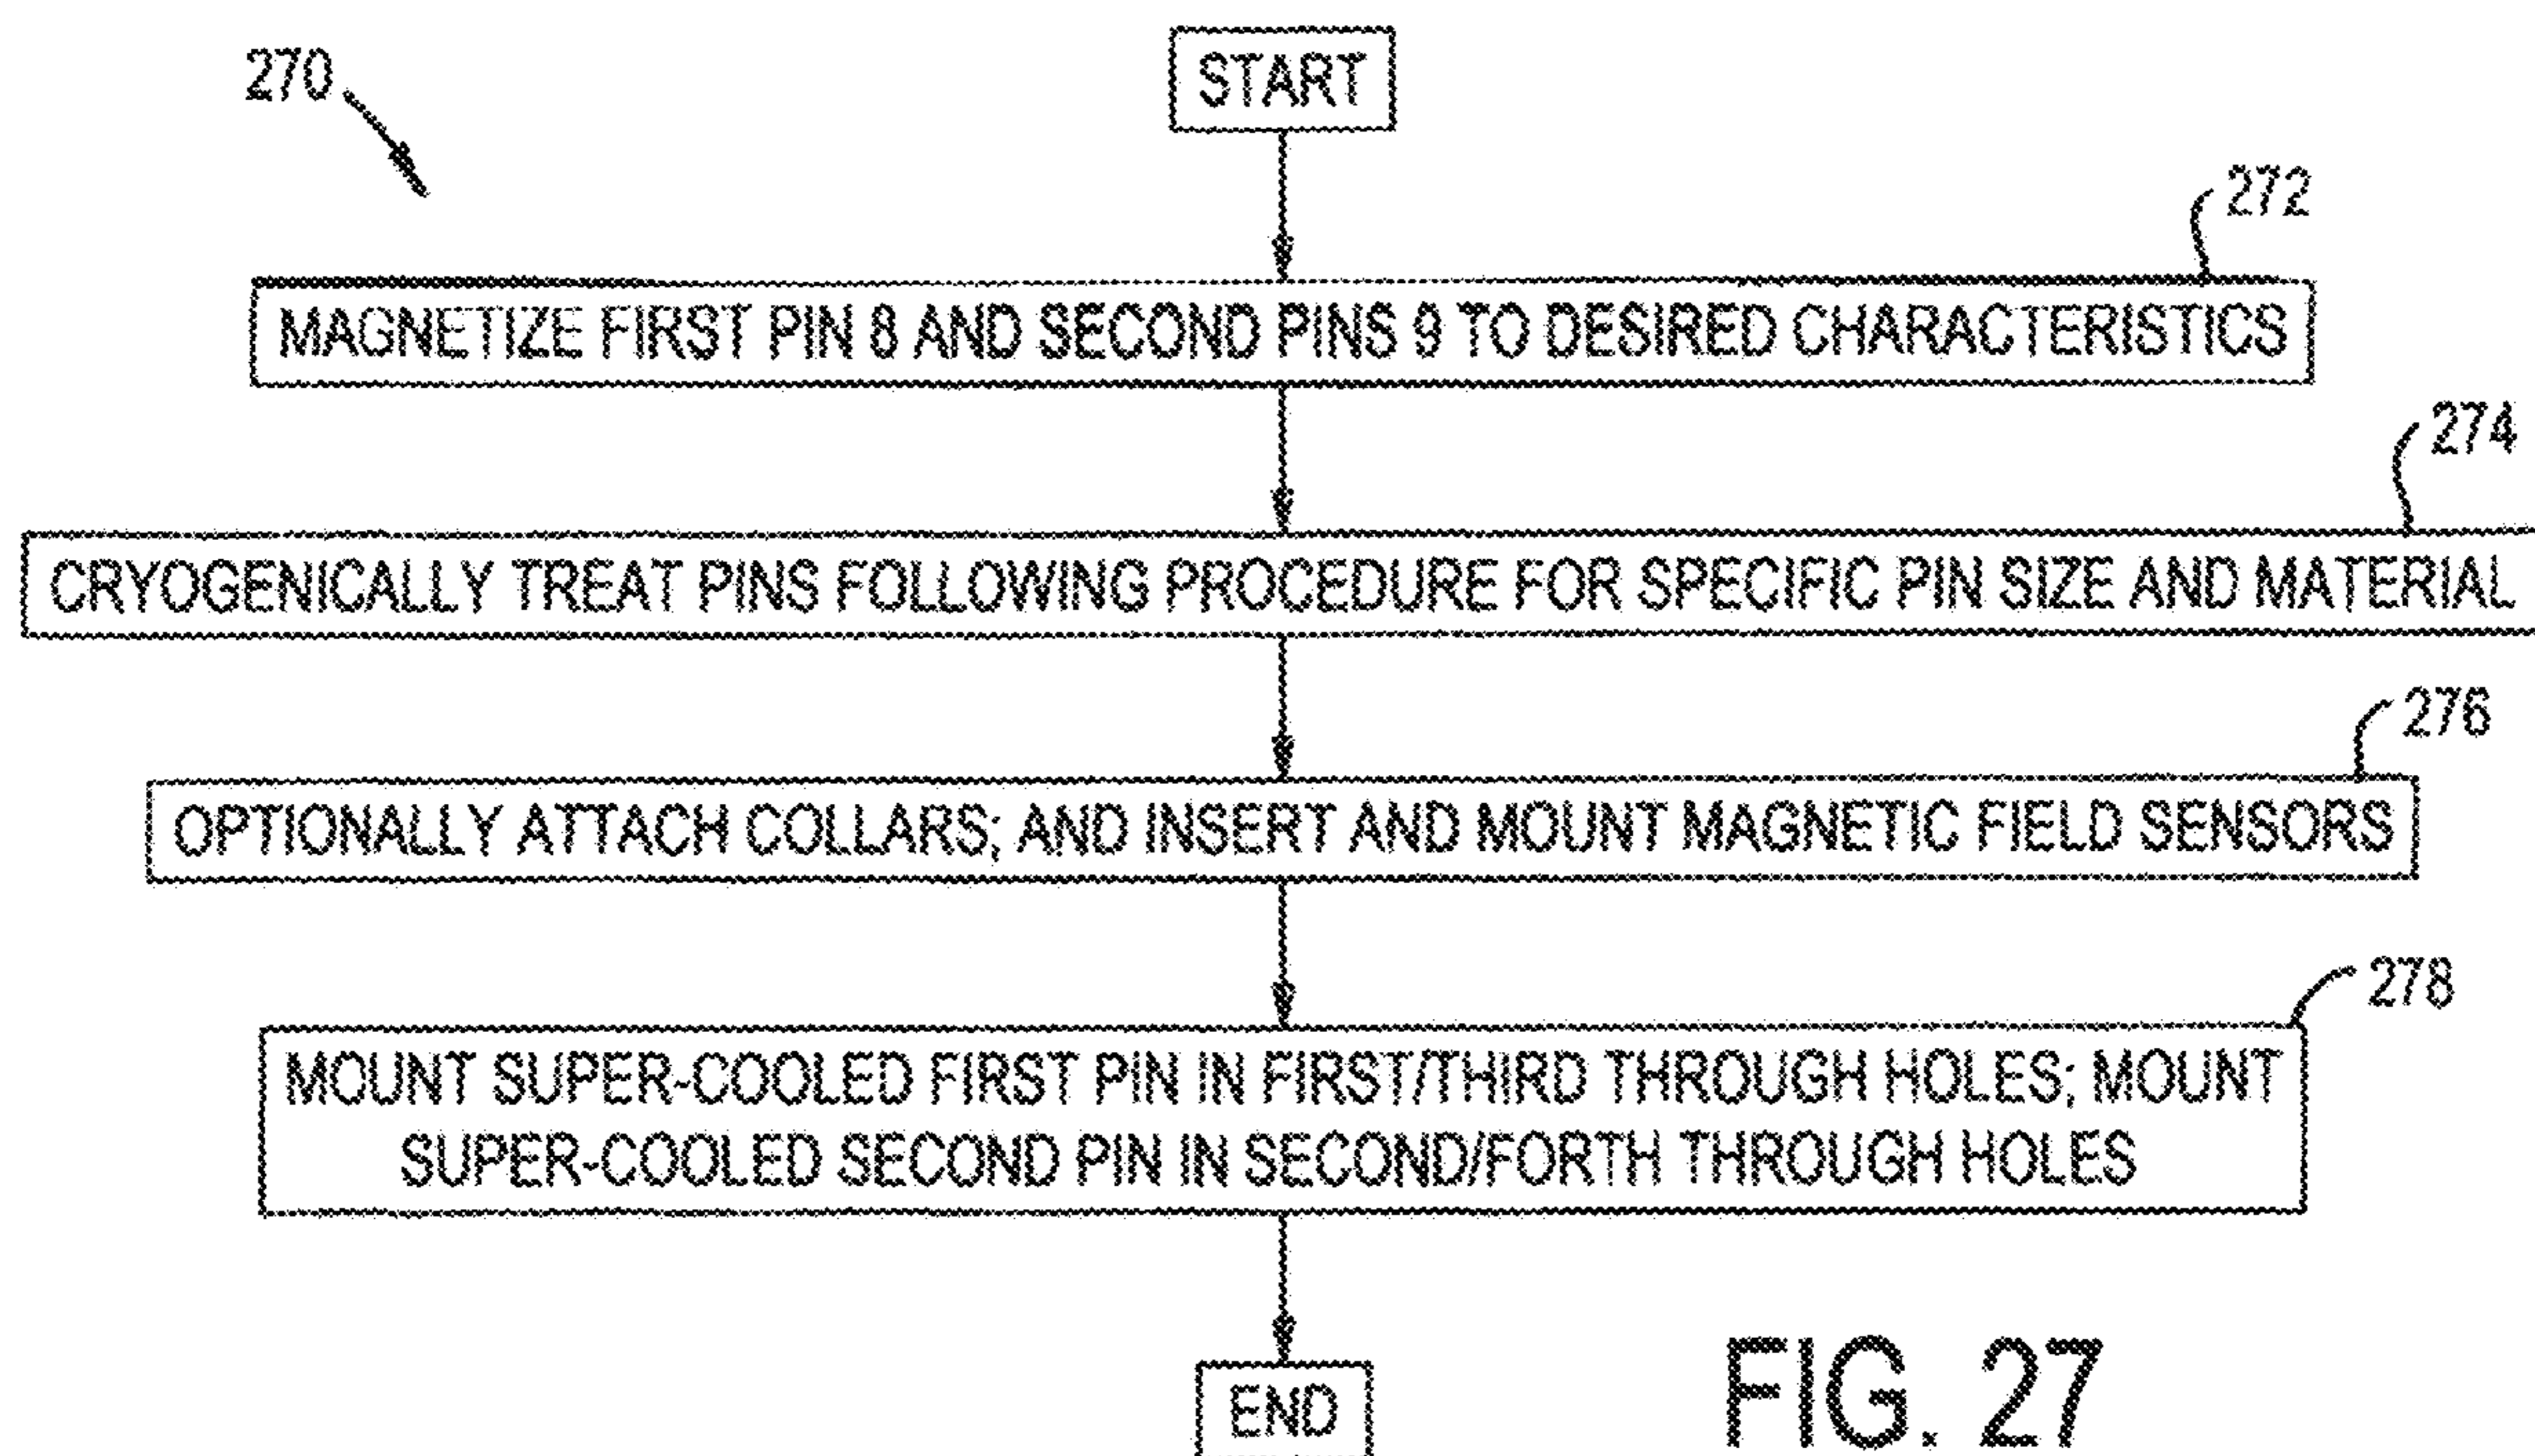 270
START
272
MAGNETIZE FIRST PIN 8 AND SECOND PINS 9 TO DESIRED CHARACTERISTICS
274
CRYOGENICALLY TREAT PINS FOLLOWING PROCEDURE FOR SPECIFIC PIN SIZE AND MATERIAL
276
OPTIONALLY ATTACH COLLARS; AND INSERT AND MOUNT MAGNETIC FIELD SENSORS
278
MOUNT SUPER-COOLED FIRST PIN IN FIRST/THIRD THROUGH HOLES; MOUNT
SUPER-COOLED SECOND PIN IN SECOND/FORTH THROUGH HOLES
END
FIG. 27